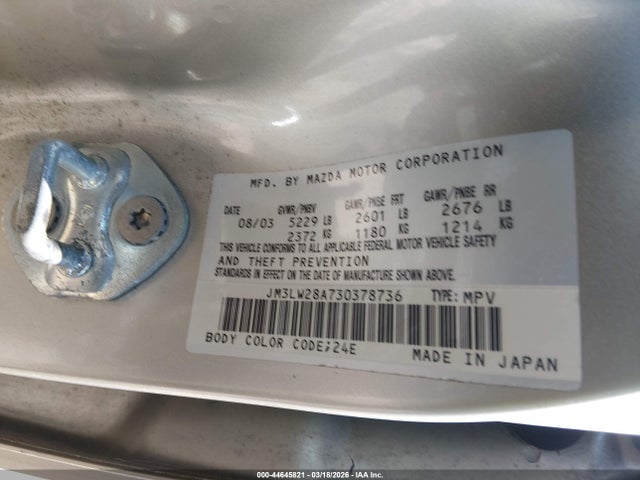 MFD. BY MAZDA MOTOR CORPORATION
DATE GVWR/PNBV GAWR/PNBE FRT GAWR/PNBE RR
08/03 5229 LB 2601 LB 2676 LB
2372 KG 1180 KG 1214 KG
THIS VEHICLE CONFORMS TO ALL APPLICABLE FEDERAL MOTOR VEHICLE SAFETY
AND THEFT PREVENTION
STANDARDS IN EFFECT ON THE DATE OF MANUFACTURE SHOWN ABOVE.
JM3LW28A730378736 TYPE: MPV
BODY COLOR CODE;24E MADE IN JAPAN
000-44645821 - 03/18/2026 - IAA Inc.